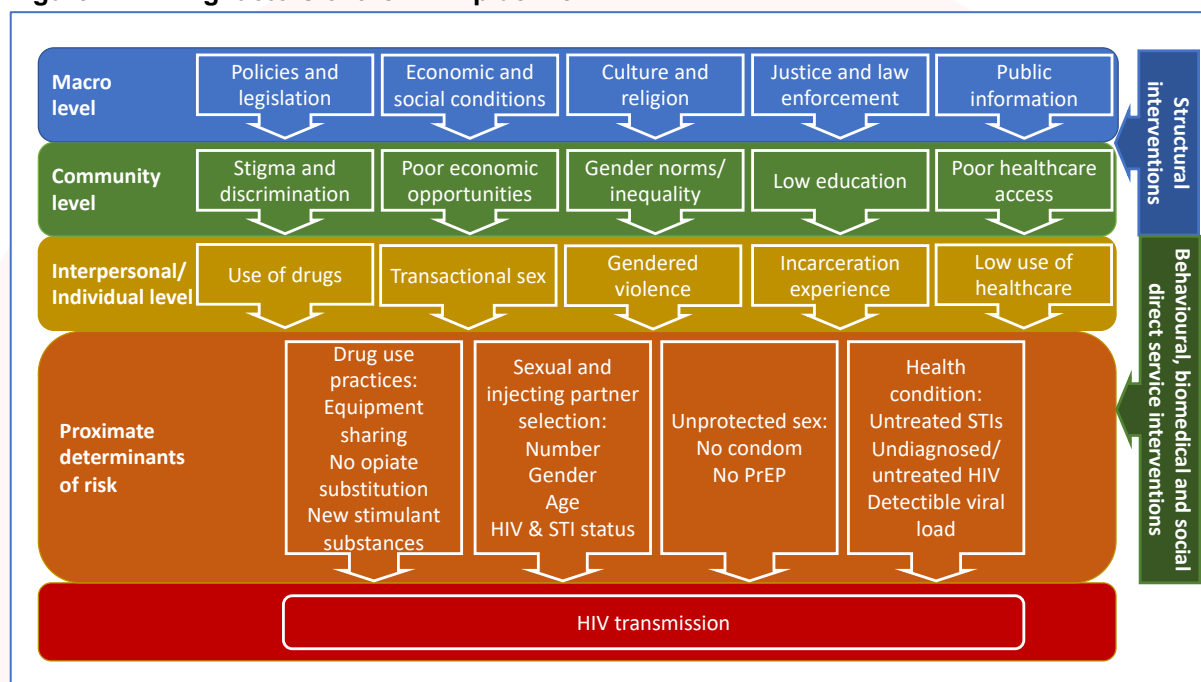 Figure
Macro
level
Policies and
legislation
Economic and
social conditions
Culture and
religion
Justice and law
enforcement
Public
information
Community
level
Stigma and
discrimination
Poor economic
opportunities
Gender norms/
inequality
Low education
Poor healthcare
access
Interpersonal/
Individual level
Use of drugs
Transactional sex
Gendered
violence
Incarceration
experience
Low use of
healthcare
Proximate
determinants
of risk
Drug use
practices:
Equipment
sharing
No opiate
substitution
New stimulant
substances
Sexual and
injecting partner
selection:
Number
Gender
Age
HIV & STI status
Unprotected sex:
No condom
No PrEP
Health
condition:
Untreated STIs
Undiagnosed/
untreated HIV
Detectible viral
load
HIV transmission
Structural
interventions
Behavioural, biomedical and social
direct service interventions